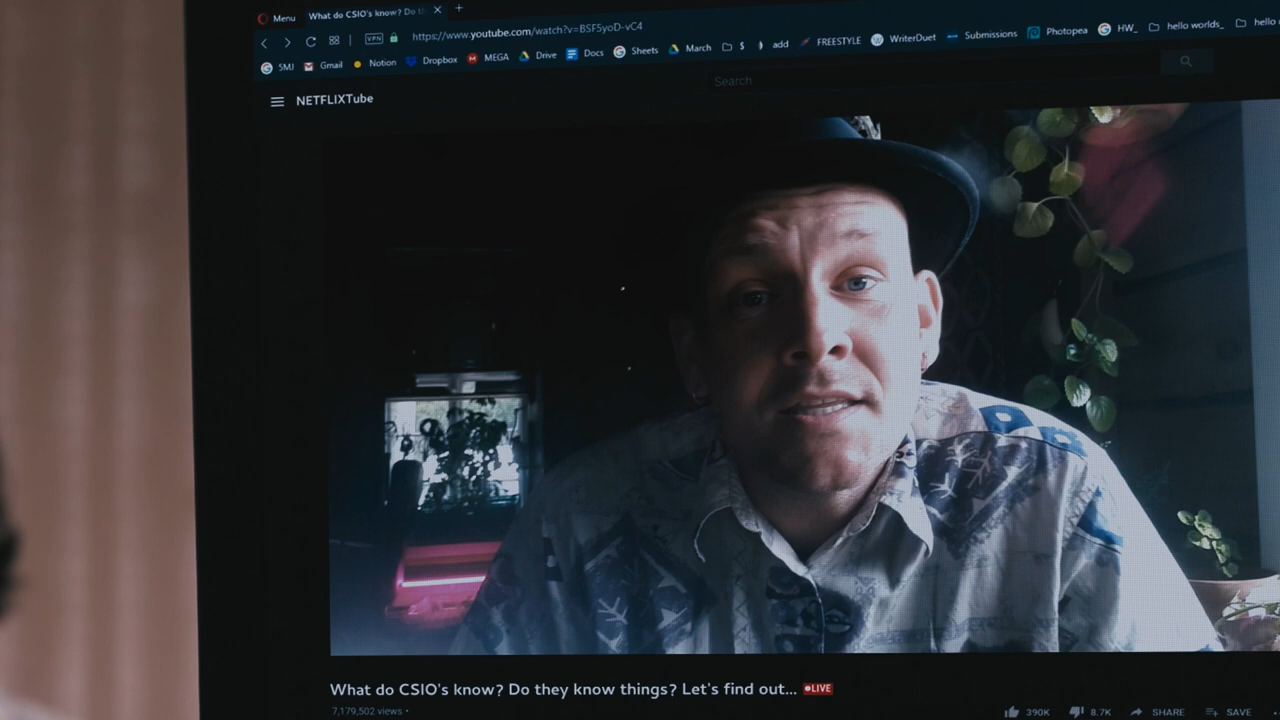 Menu What do CSIO's know? Do t
https://www.youtube.com/watch?v=BSF5yoD-vC4
VPN
5MJ Gmail Notion Dropbox MEGA Drive Docs Sheets March $ add FREESTYLE WriterDuet Submissions Photopea HW_ hello worlds_ hello
NETFLIXTube
Search
What do CSIO's know? Do they know things? Let's find out... LIVE
7,179,502 views • 390K 8.7K SHARE SAVE